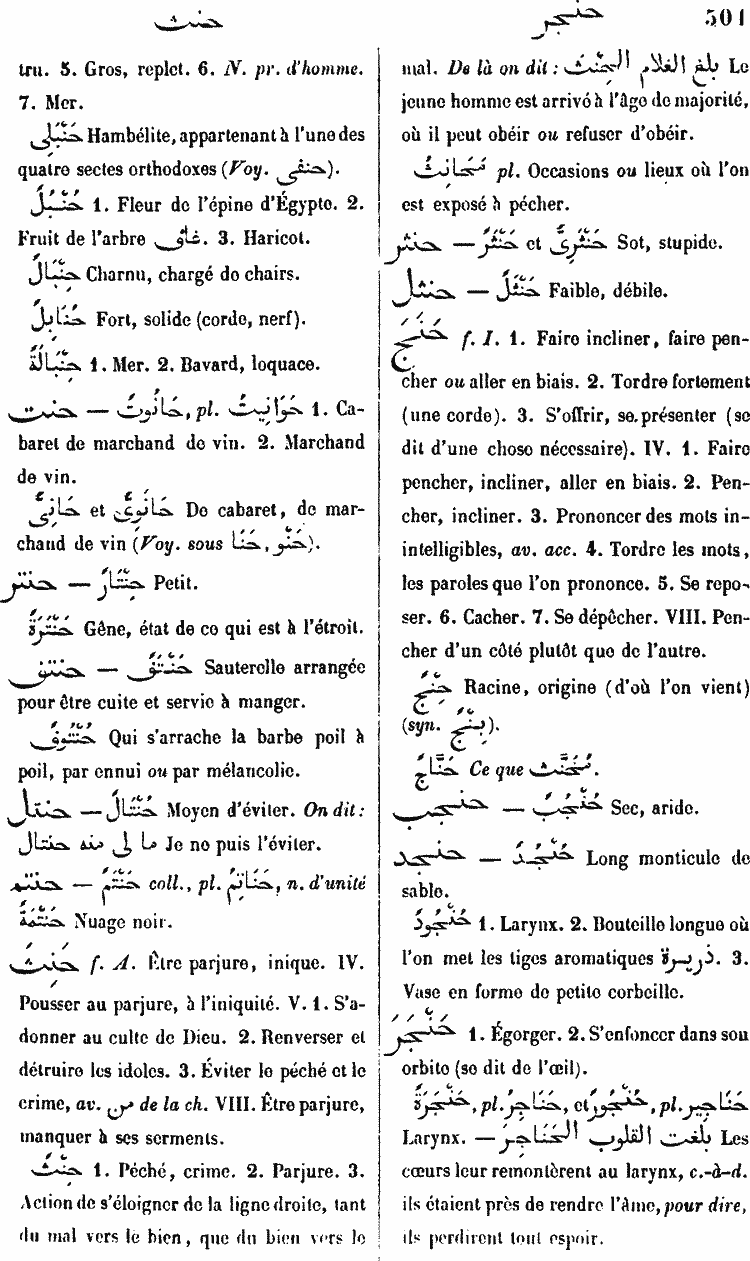 حنث
حنجر
501
tru. 5. Gros, replet. 6. N. pr. d'homme.
7. Mer.
حَنْبَلِى Hambélite, appartenant à l'une des
quatre sectes orthodoxes (Voy. حنفى).
حُنْبُلٌ 1. Fleur de l'épine d'Égypte. 2.
Fruit de l'arbre غاف. 3. Haricot.
حِنْبَالٌ Charnu, chargé de chairs.
حُنَابِلٌ Fort, solide (corde, nerf).
حِنْبَالَةٌ 1. Mer. 2. Bavard, loquace.
حنت — حَانُوتٌ, pl. حَوَانِيتُ 1. Ca-
baret de marchand de vin. 2. Marchand
de vin.
حَانِىٌّ et حَانَوِىٌّ De cabaret, de mar-
chand de vin (Voy. sous حَنَا, حَنْو).
حنتر — حِنْتَارٌ Petit.
حَنْتَرَةٌ Gêne, état de ce qui est à l'étroit.
حنتف — حَنْتَفٌ Sauterelle arrangée
pour être cuite et servie à manger.
حُنْتُوفٌ Qui s'arrache la barbe poil à
poil, par ennui ou par mélancolie.
حنتل — حُنْتَالٌ Moyen d'éviter. On dit:
ما لى منه حنتال Je ne puis l'éviter.
حنتم — حَنْتَمٌ coll., pl. حَنَاتِمُ, n. d'unité
حَنْتَمَةٌ Nuage noir.
حَنِثَ f. A. Être parjure, inique. IV.
Pousser au parjure, à l'iniquité. V. 1. S'a-
donner au culte de Dieu. 2. Renverser et
détruire les idoles. 3. Éviter le péché et le
crime, av. من de la ch. VIII. Être parjure,
manquer à ses serments.
حِنْثٌ 1. Péché, crime. 2. Parjure. 3.
Action de s'éloigner de la ligne droite, tant
du mal vers le bien, que du bien vers le
mal. De là on dit: بلغ الغلام الحِنْثَ Le
jeune homme est arrivé à l'âge de majorité,
où il peut obéir ou refuser d'obéir.
مَحَانِثُ pl. Occasions ou lieux où l'on
est exposé à pécher.
حنثر — حَنْثَرٌ et حَنْثَرِىٌّ Sot, stupide.
حنثل — حَنْثَلٌ Faible, débile.
حَنَجَ f. I. 1. Faire incliner, faire pen-
cher ou aller en biais. 2. Tordre fortement
(une corde). 3. S'offrir, se présenter (se
dit d'une chose nécessaire). IV. 1. Faire
pencher, incliner, aller en biais. 2. Pen-
cher, incliner. 3. Prononcer des mots in-
intelligibles, av. acc. 4. Tordre les mots,
les paroles que l'on prononce. 5. Se repo-
ser. 6. Cacher. 7. Se dépêcher. VIII. Pen-
cher d'un côté plutôt que de l'autre.
حِنْجٌ Racine, origine (d'où l'on vient)
(syn. بِنْجٌ).
حَنَّاجٌ Ce que مُخَنَّث.
حنجب — حُنْجُبٌ Sec, aride.
حنجد — حُنْجُدٌ Long monticule de
sable.
حُنْجُودٌ 1. Larynx. 2. Bouteille longue où
l'on met les tiges aromatiques ذريرة. 3.
Vase en forme de petite corbeille.
حَنْجَرَ 1. Égorger. 2. S'enfoncer dans son
orbite (se dit de l'œil).
حَنْجَرَةٌ, pl. حَنَاجِرُ, et حُنْجُورٌ, pl. حَنَاجِيرُ
Larynx. — بلغت القلوب الحَنَاجِرَ Les
cœurs leur remontèrent au larynx, c.-à-d.
ils étaient près de rendre l'âme, pour dire,
ils perdirent tout espoir.